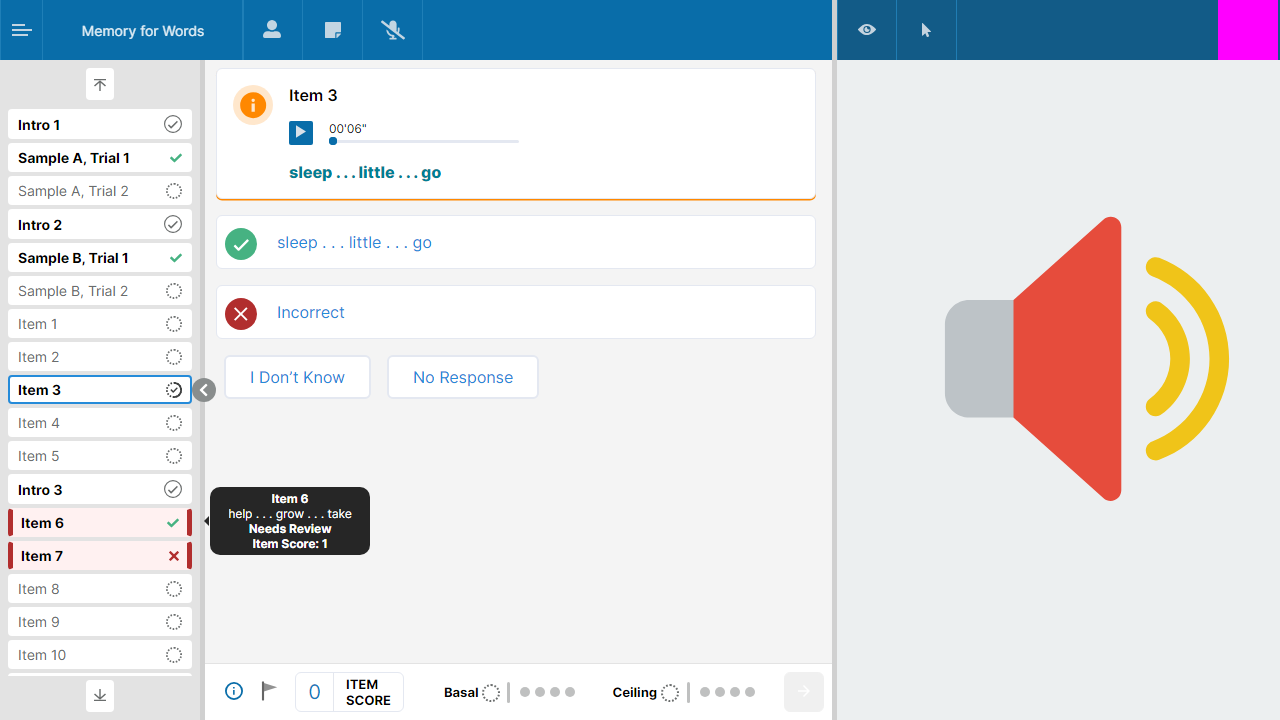 Memory for Words
Intro 1
Sample A, Trial 1
Sample A, Trial 2
Intro 2
Sample B, Trial 1
Sample B, Trial 2
Item 1
Item 2
Item 3
Item 4
Item 5
Intro 3
Item 6
Item 7
Item 8
Item 9
Item 10
Item 3
00'06"
sleep . . . little . . . go
sleep . . . little . . . go
Incorrect
I Don’t Know
No Response
Item 6
help . . . grow . . . take
Needs Review
Item Score: 1
0
ITEM
SCORE
Basal
Ceiling